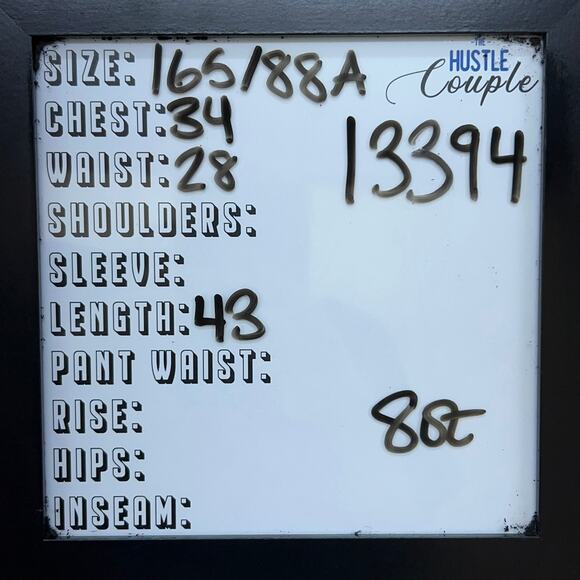 SIZE: 165/88A
THE
HUSTLE
Couple
CHEST: 34
13394
WAIST: 28
SHOULDERS:
SLEEVE:
LENGTH: 43
PANT WAIST:
RISE:
HIPS:
INSEAM: